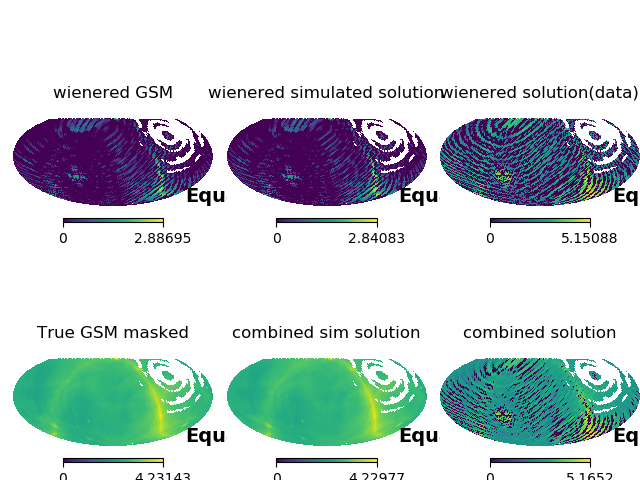 wienered GSM
wienered simulated solution
wienered solution(data)
Equ
Equ
Eq
0 2.88695
0 2.84083
0 5.15088
True GSM masked
combined sim solution
combined solution
Equ
Equ
Eq
0 4.23143
0 4.22977
0 5.1652